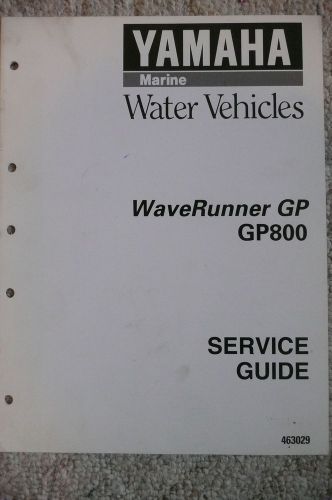 YAMAHA
Marine
Water Vehicles
WaveRunner GP
GP800
SERVICE
GUIDE
463029